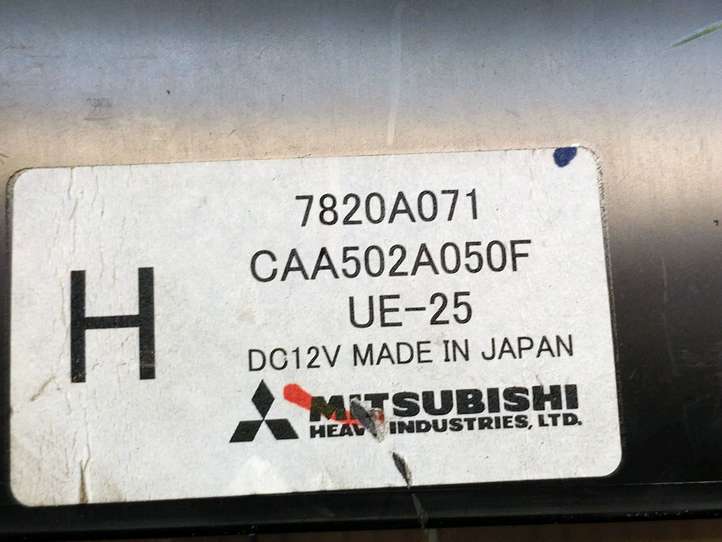 7820A071
CAA502A050F
H
UE-25
DC12V MADE IN JAPAN
MITSUBISHI
HEAVY INDUSTRIES, LTD.